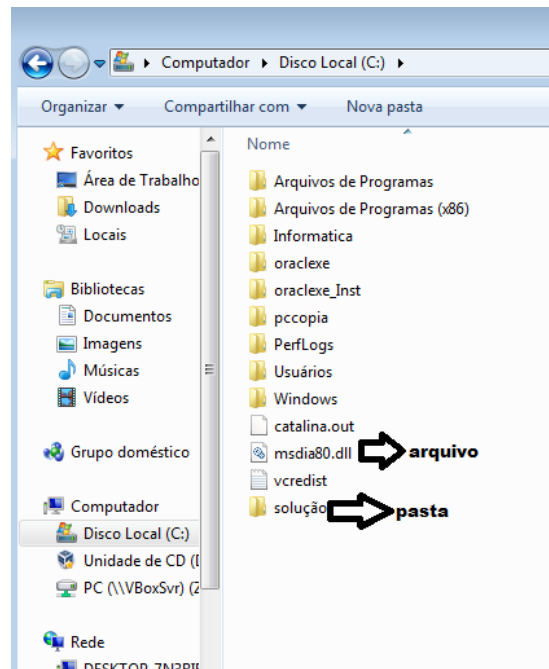 Computador Disco Local (C:)
Organizar Compartilhar com Nova pasta
Favoritos
Área de Trabalho
Downloads
Locais
Bibliotecas
Documentos
Imagens
Músicas
Vídeos
Grupo doméstico
Computador
Disco Local (C:)
Unidade de CD (
PC (\\VBoxSvr) (
Rede
Nome
Arquivos de Programas
Arquivos de Programas (x86)
Informatica
oraclexe
oraclexe_Inst
pccopia
PerfLogs
Usuários
Windows
catalina.out
msdia80.dll arquivo
vcredist
solução pasta